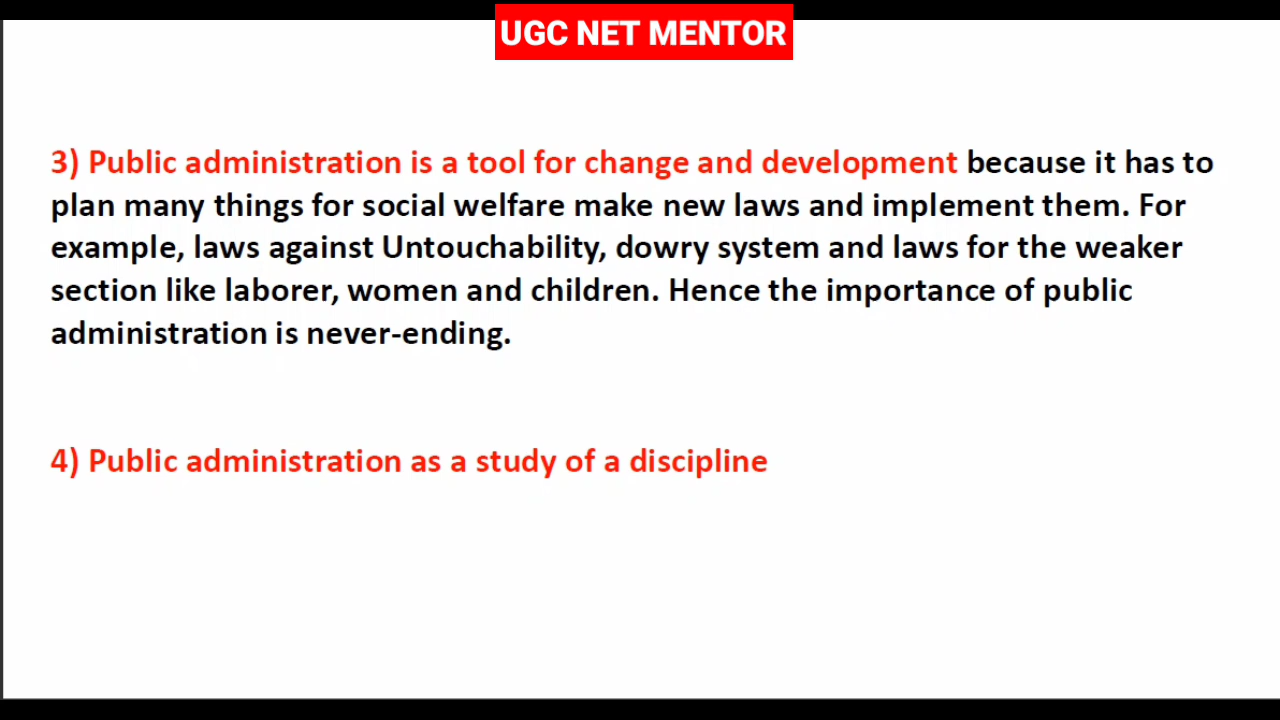 UGC NET MENTOR
3) Public administration is a tool for change and development because it has to
plan many things for social welfare make new laws and implement them. For
example, laws against Untouchability, dowry system and laws for the weaker
section like laborer, women and children. Hence the importance of public
administration is never-ending.
4) Public administration as a study of a discipline